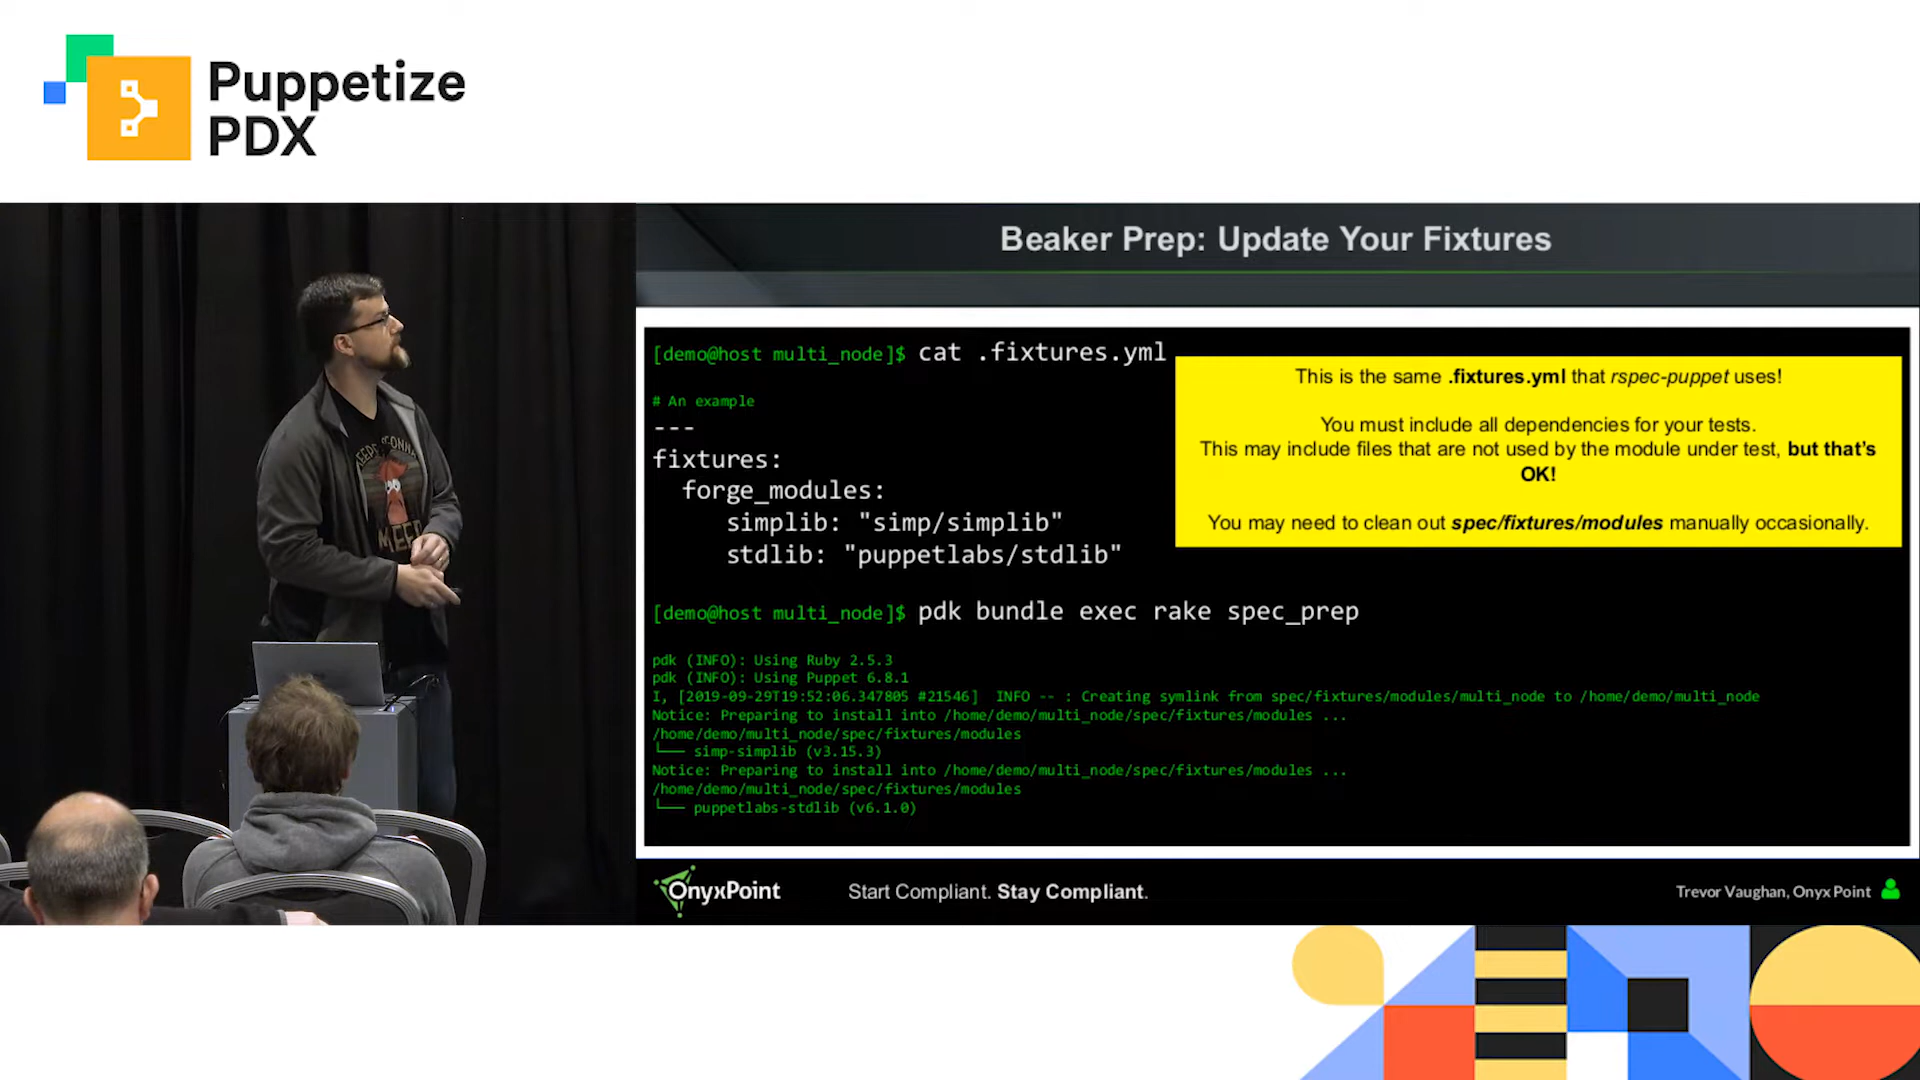 Puppetize
PDX
Beaker Prep: Update Your Fixtures
[demo@host multi_node]$ cat .fixtures.yml
# An example
---
fixtures:
forge_modules:
simplib: "simp/simplib"
stdlib: "puppetlabs/stdlib"
This is the same .fixtures.yml that rspec-puppet uses!
You must include all dependencies for your tests.
This may include files that are not used by the module under test, but that's
OK!
You may need to clean out spec/fixtures/modules manually occasionally.
[demo@host multi_node]$ pdk bundle exec rake spec_prep
pdk (INFO): Using Ruby 2.5.3
pdk (INFO): Using Puppet 6.8.1
I, [2019-09-29T19:52:06.347805 #21546]  INFO -- : Creating symlink from spec/fixtures/modules/multi_node to /home/demo/multi_node
Notice: Preparing to install into /home/demo/multi_node/spec/fixtures/modules ...
/home/demo/multi_node/spec/fixtures/modules
└── simp-simplib (v3.15.3)
Notice: Preparing to install into /home/demo/multi_node/spec/fixtures/modules ...
/home/demo/multi_node/spec/fixtures/modules
└── puppetlabs-stdlib (v6.1.0)
OnyxPoint
Start Compliant. Stay Compliant.
Trevor Vaughan, Onyx Point